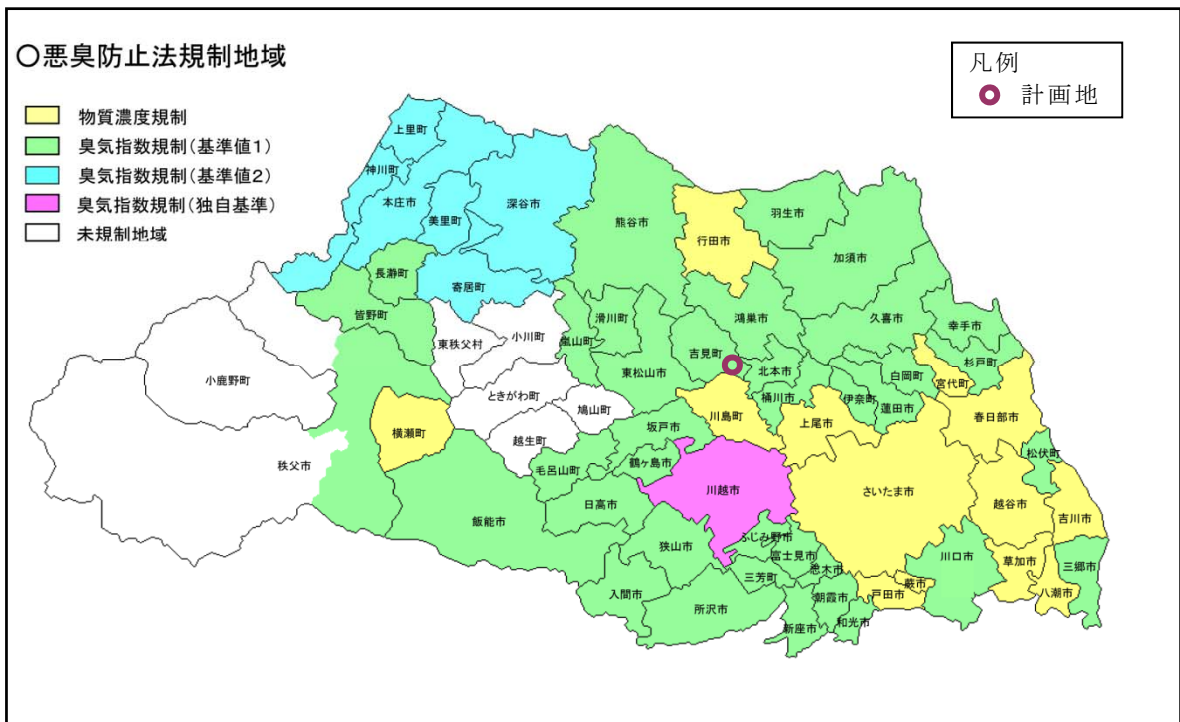 〇悪臭防止法規制地域
凡例
計画地
物質濃度規制
臭気指数規制(基準値1)
臭気指数規制(基準値2)
臭気指数規制(独自基準)
未規制地域
上里町
神川町
本庄市
美里町
深谷市
熊谷市
行田市
羽生市
加須市
長瀞町
寄居町
皆野町
東秩父村
小川町
嵐山町
滑川町
吉見町
鴻巣市
久喜市
幸手市
小鹿野町
東松山市
北本市
白岡町
杉戸町
宮代町
ときがわ町
鳩山町
桶川市
伊奈町
蓮田市
川島町
上尾市
春日部市
横瀬町
越生町
坂戸市
松伏町
秩父市
毛呂山町
鶴ヶ島市
川越市
さいたま市
越谷市
吉川市
飯能市
日高市
狭山市
ふじみ野市
富士見市
川口市
草加市
三郷市
入間市
三芳町
志木市
蕨市
戸田市
八潮市
所沢市
朝霞市
新座市
和光市